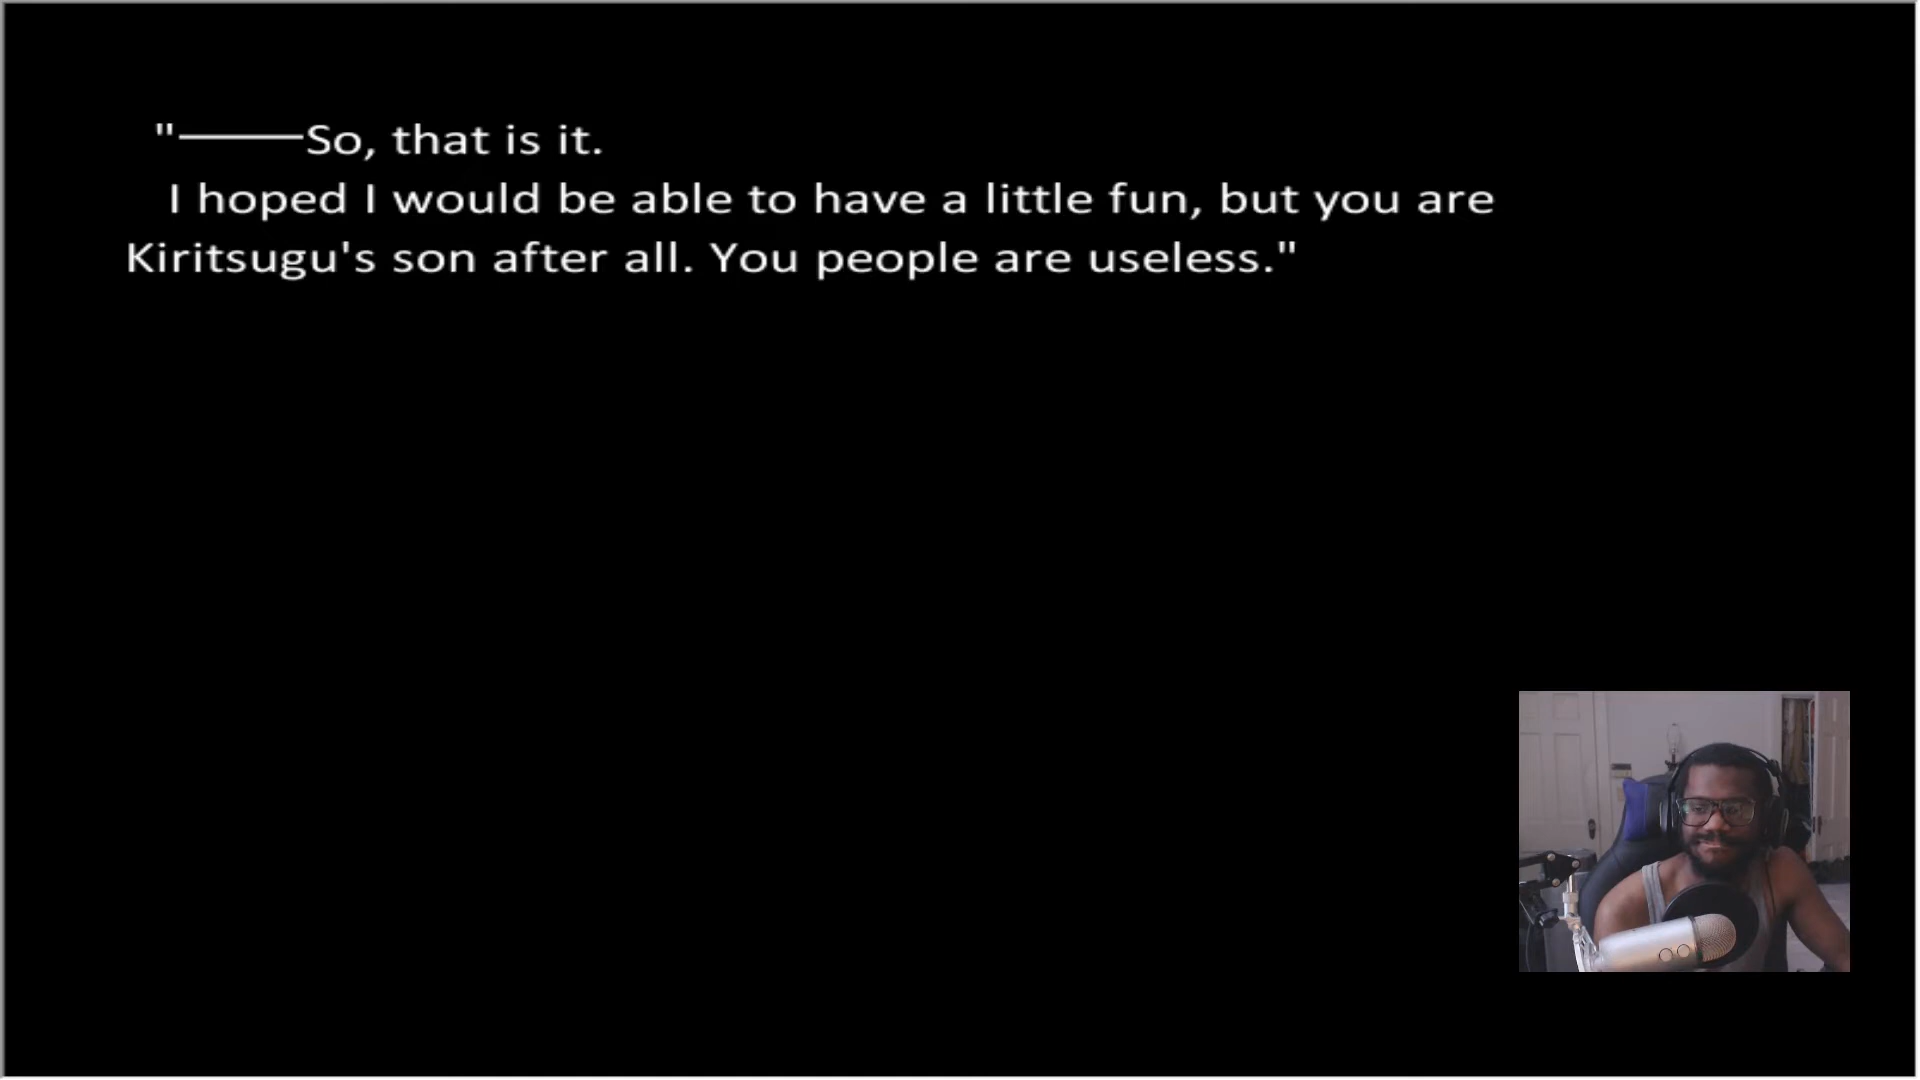 "―――So, that is it.
I hoped I would be able to have a little fun, but you are
Kiritsugu's son after all. You people are useless."